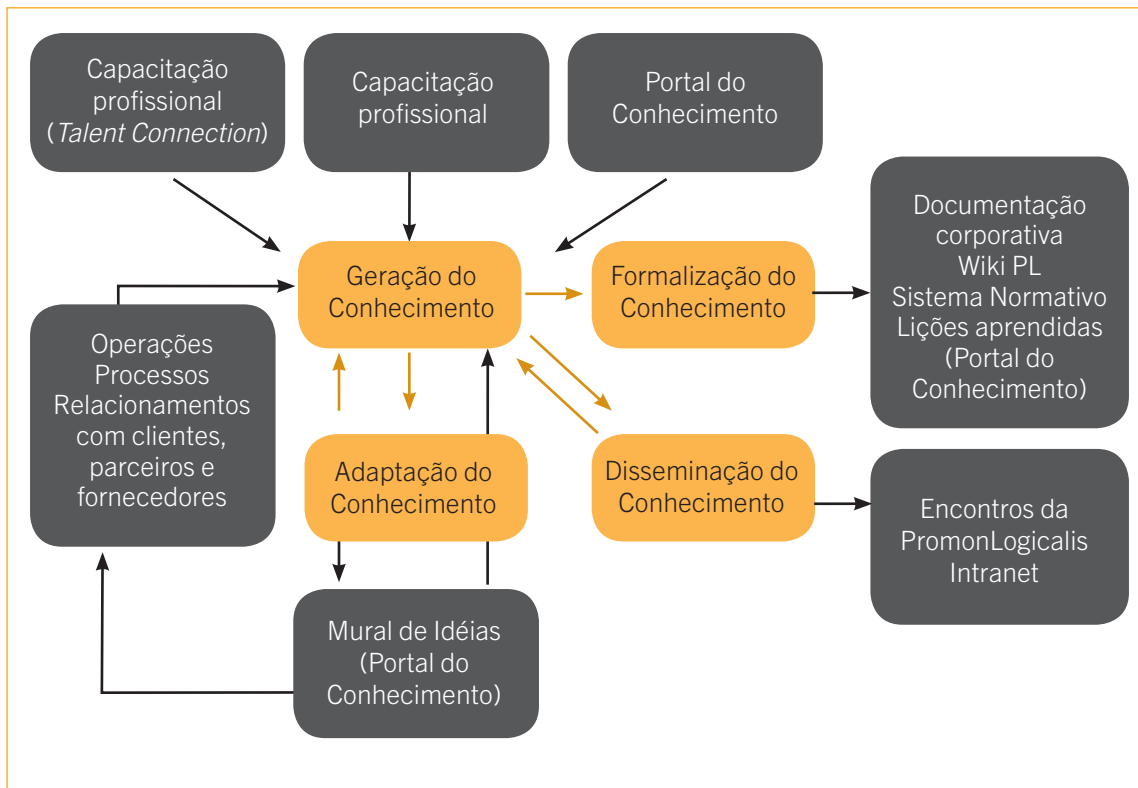 Capacitação
profissional
(Talent Connection)
Capacitação
profissional
Portal do
Conhecimento
Geração do
Conhecimento
Formalização do
Conhecimento
Documentação
corporativa
Wiki PL
Sistema Normativo
Lições aprendidas
(Portal do
Conhecimento)
Operações
Processos
Relacionamentos
com clientes,
parceiros e
fornecedores
Adaptação do
Conhecimento
Disseminação do
Conhecimento
Encontros da
PromonLogicalis
Intranet
Mural de Idéias
(Portal do
Conhecimento)